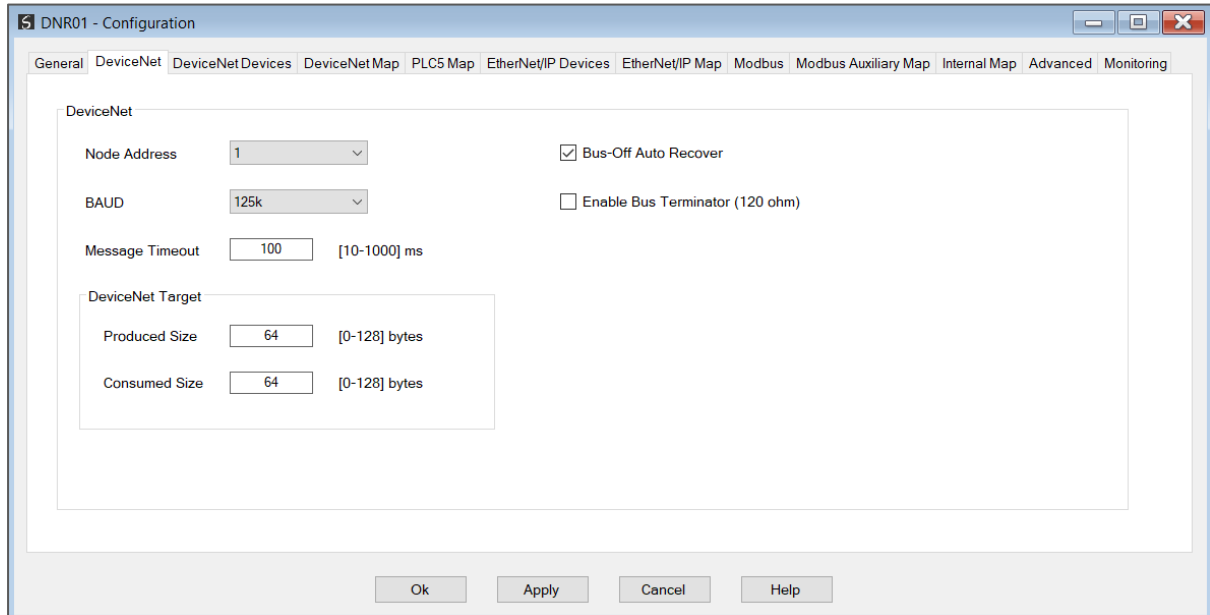 DNR01 - Configuration
General DeviceNet DeviceNet Devices DeviceNet Map PLC5 Map EtherNet/IP Devices EtherNet/IP Map Modbus Modbus Auxiliary Map Internal Map Advanced Monitoring
DeviceNet
Node Address 1 Bus-Off Auto Recover
BAUD 125k Enable Bus Terminator (120 ohm)
Message Timeout 100 [10-1000] ms
DeviceNet Target
Produced Size 64 [0-128] bytes
Consumed Size 64 [0-128] bytes
Ok Apply Cancel Help